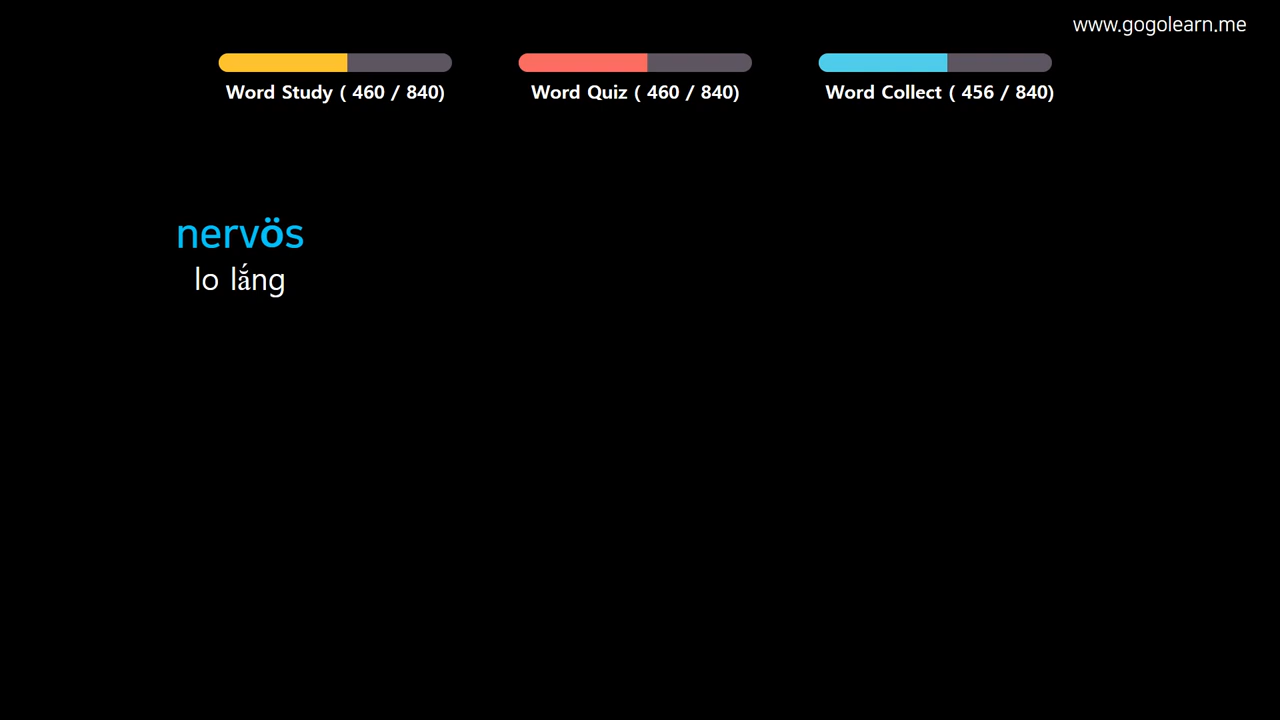 www.gogolearn.me
Word Study ( 460 / 840)
Word Quiz ( 460 / 840)
Word Collect ( 456 / 840)
nervös
lo lắng